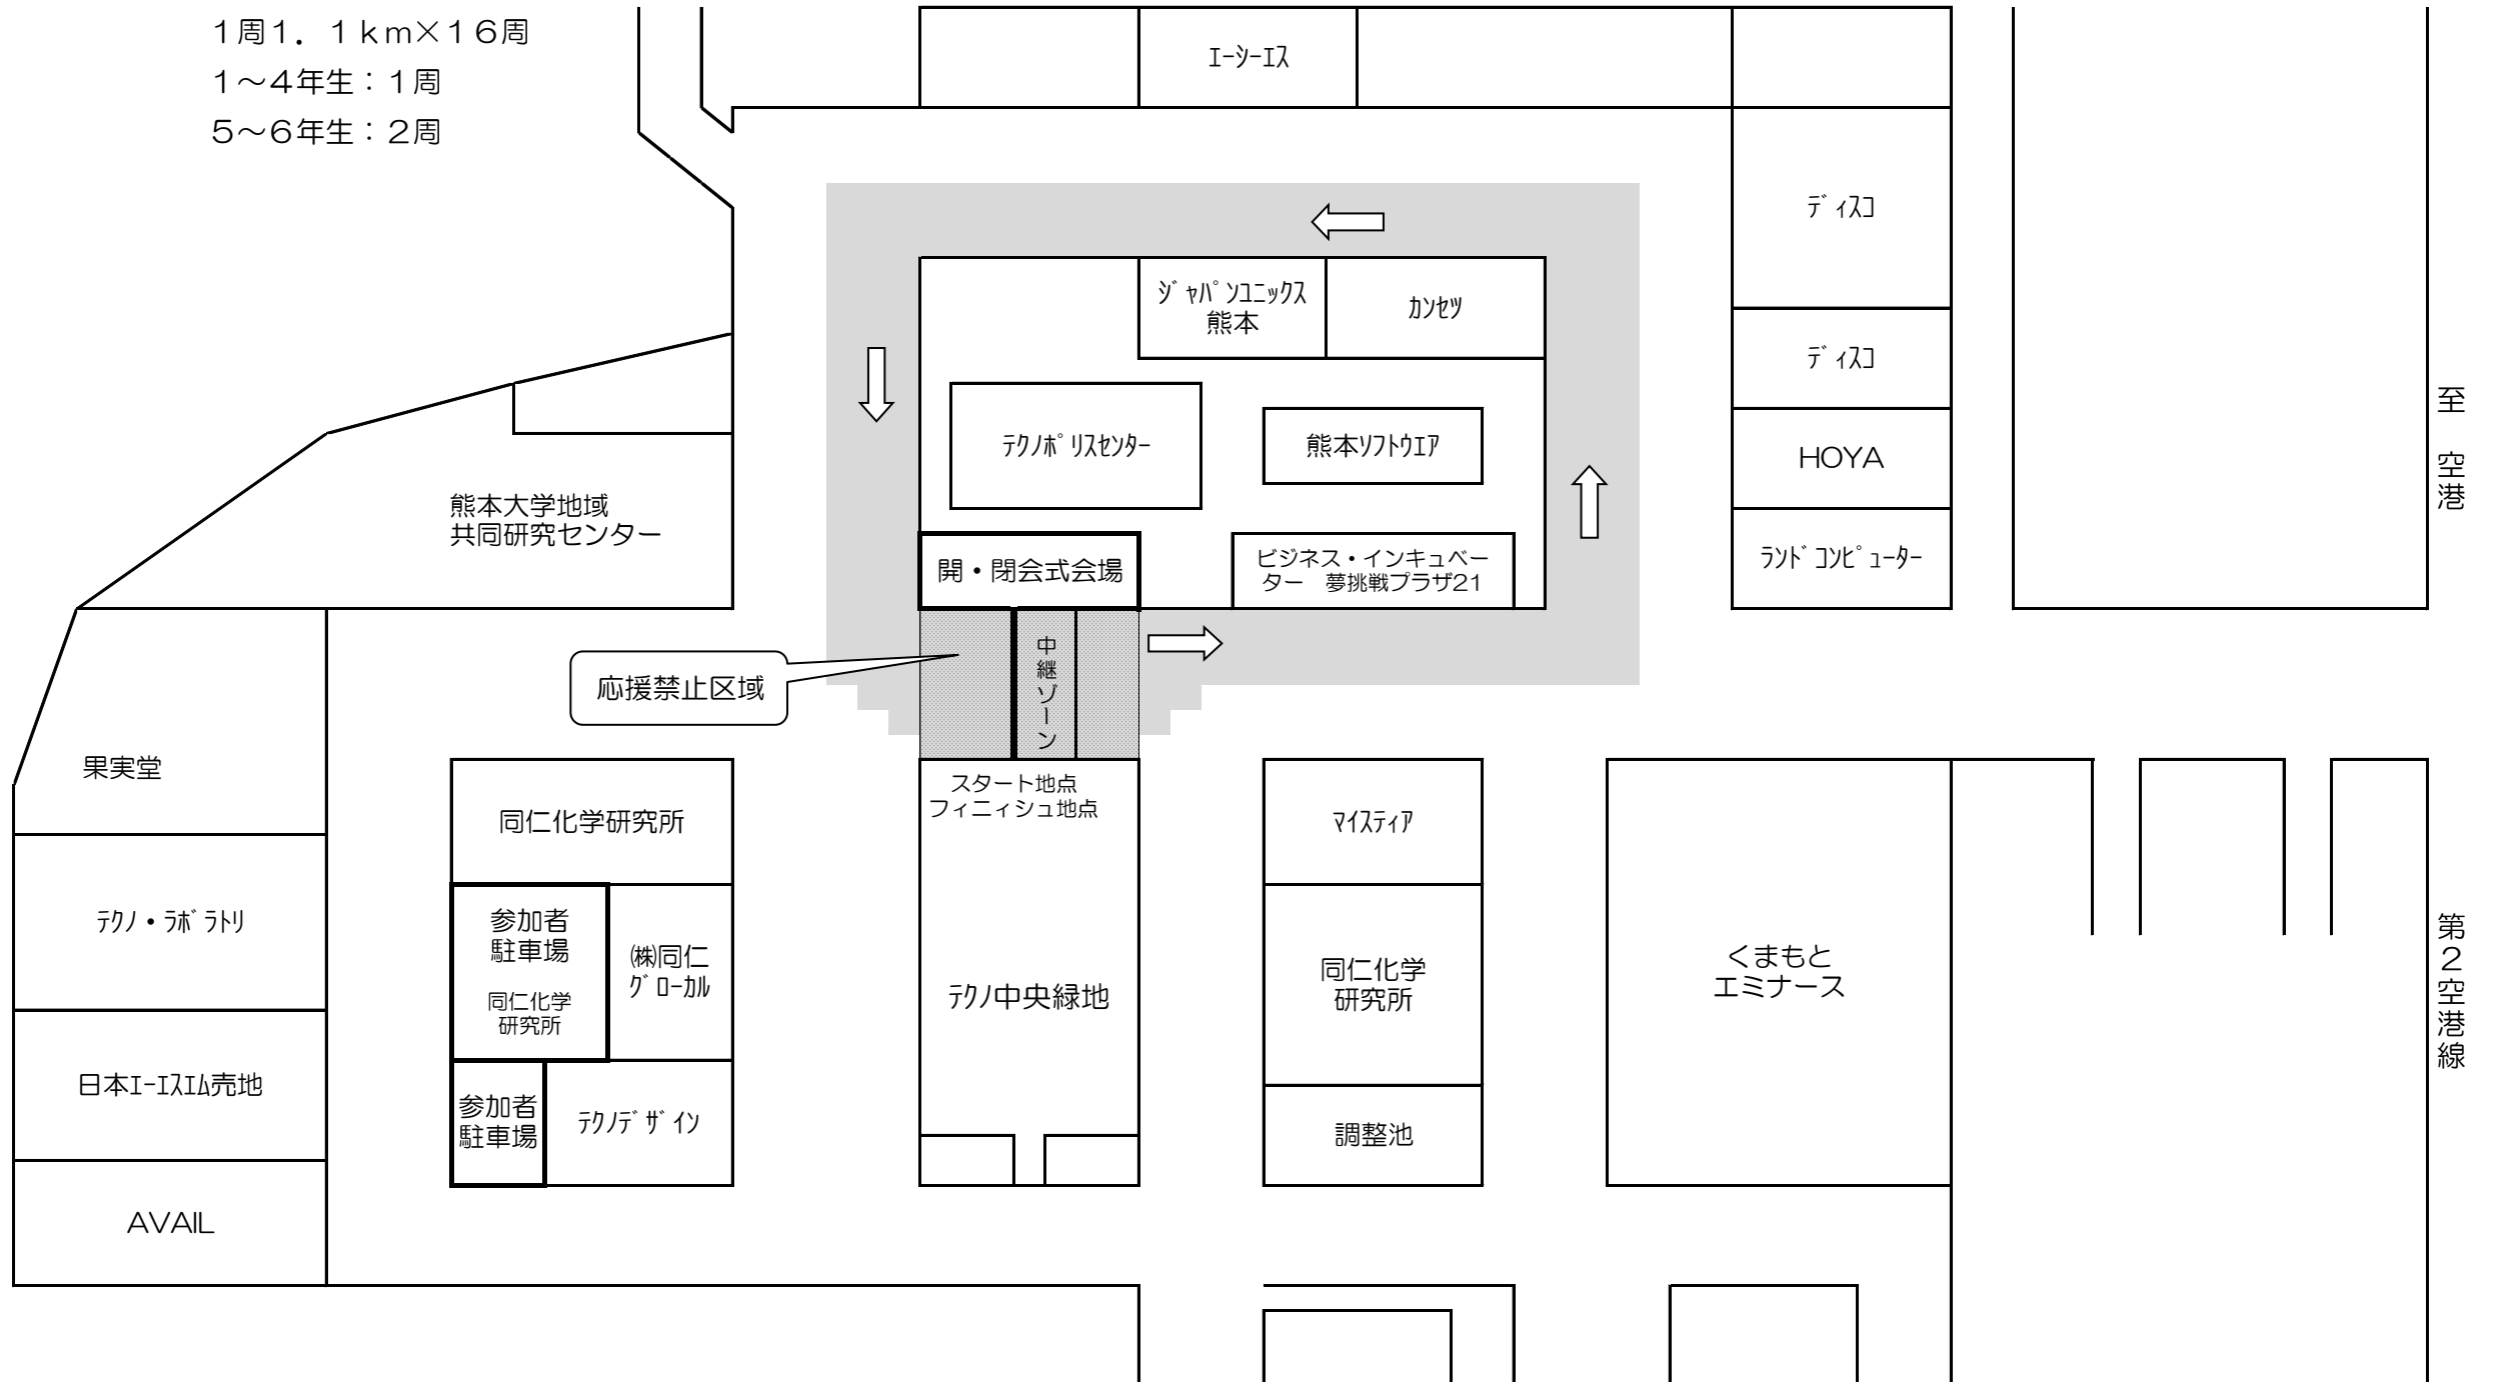 1周1．1km×16周
1～4年生：1周
5～6年生：2周
ｴｰｼｰｴｽ
ﾃﾞｨｽｺ
ｼﾞｬﾊﾟﾝﾕﾆックス
熊本
ｶﾝｾﾂ
ﾃﾞｨｽｺ
至　空港
ﾃｸﾉﾎﾟﾘｽｾﾝﾀｰ
熊本ｿﾌﾄｳｴｱ
HOYA
熊本大学地域
共同研究センター
開・閉会式会場
ビジネス・インキュベー
ター　夢挑戦プラザ21
ﾗﾝﾄﾞｺﾝﾋﾟｭｰﾀｰ
応援禁止区域
中継ゾーン
果実堂
同仁化学研究所
スタート地点
フィニィシュ地点
ﾏｲｽﾃｨｱ
ﾃｸﾉ・ﾗﾎﾞﾗﾄﾘ
参加者
駐車場
同仁化学
研究所
㈱同仁
ｸﾞﾛｰｶﾙ
ﾃｸﾉ中央緑地
同仁化学
研究所
くまもと
エミナース
第２空港線
日本ｴｰｴｽｴﾑ売地
参加者
駐車場
ﾃｸﾉﾃﾞｻﾞｲﾝ
調整池
AVAIL